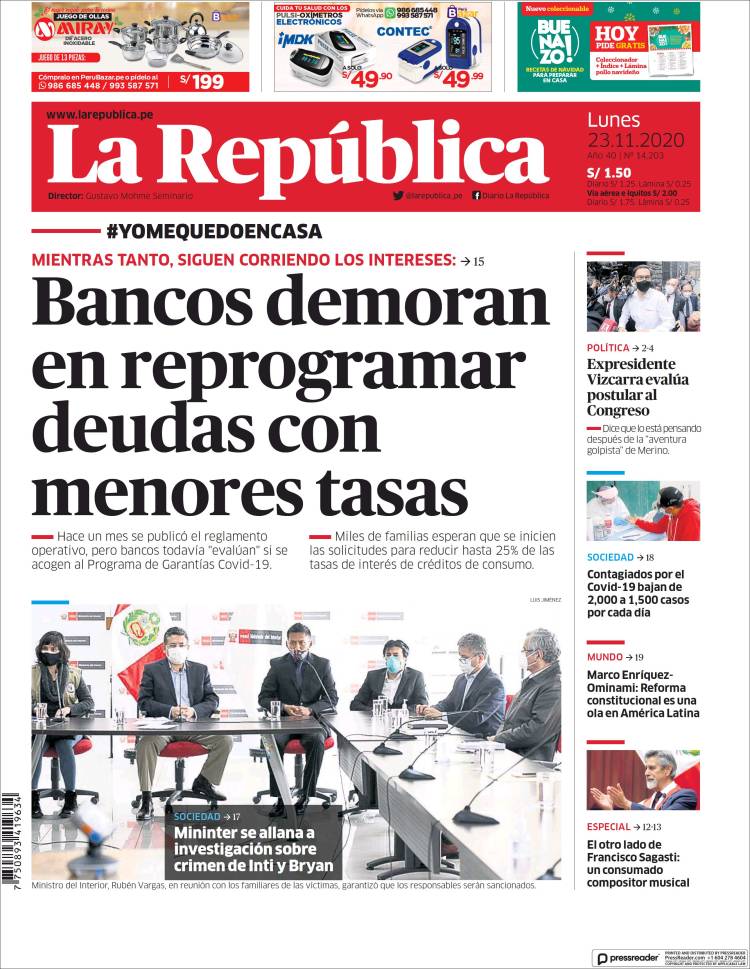 JUEGO DE OLLAS
MIRAY
DE ACERO
INOXIDABLE
JUEGO DE 13 PIEZAS:
Cómpralo en PeruBazar.pe o pídelo al
986 685 448 / 993 587 571
S/ 199
CUIDA TU SALUD CON LOS
PULSI-OXÍMETROS
ELECTRÓNICOS
Pídelos por
WhatsApp
986 685 448
993 587 571
iMDK
CONTEC
A SOLO
S/ 49.90
A SOLO
S/ 49.99
Nuevo coleccionable
BUE
NA
ZO!
RECETAS DE NAVIDAD
PARA PREPARAR
EN CASA
HOY
PIDE GRATIS
Coleccionador
+ Índice + Lámina
pollo navideño
www.larepublica.pe
La República
Director: Gustavo Mohme Seminario
@larepublica_pe
Diario La República
Lunes
23.11.2020
Año 40 | Nº 14,203
S/ 1.50
Diario S/ 1.25. Lámina S/ 0.25
Vía aérea e Iquitos S/ 2.00
Diario S/ 1.75. Lámina S/ 0.25
#YOMEQUEDOENCASA
MIENTRAS TANTO, SIGUEN CORRIENDO LOS INTERESES: → 15
Bancos demoran
en reprogramar
deudas con
menores tasas
Hace un mes se publicó el reglamento
operativo, pero bancos todavía "evalúan" si se
acogen al Programa de Garantías Covid-19.
Miles de familias esperan que se inicien
las solicitudes para reducir hasta 25% de las
tasas de interés de créditos de consumo.
LUIS JIMÉNEZ
SOCIEDAD → 17
Mininter se allana a
investigación sobre
crimen de Inti y Bryan
Ministro del Interior, Rubén Vargas, en reunión con los familiares de las víctimas, garantizó que los responsables serán sancionados.
7 750893 419634
POLÍTICA → 2-4
Expresidente
Vizcarra evalúa
postular al
Congreso
Dice que lo está pensando
después de la "aventura
golpista" de Merino.
SOCIEDAD → 18
Contagiados por el
Covid-19 bajan de
2,000 a 1,500 casos
por cada día
MUNDO → 19
Marco Enríquez-
Ominami: Reforma
constitucional es una
ola en América Latina
ESPECIAL → 12-13
El otro lado de
Francisco Sagasti:
un consumado
compositor musical
pressreader
PRINTED AND DISTRIBUTED BY PRESSREADER
PressReader.com +1 604 278 4604
COPYRIGHT AND PROTECTED BY APPLICABLE LAW